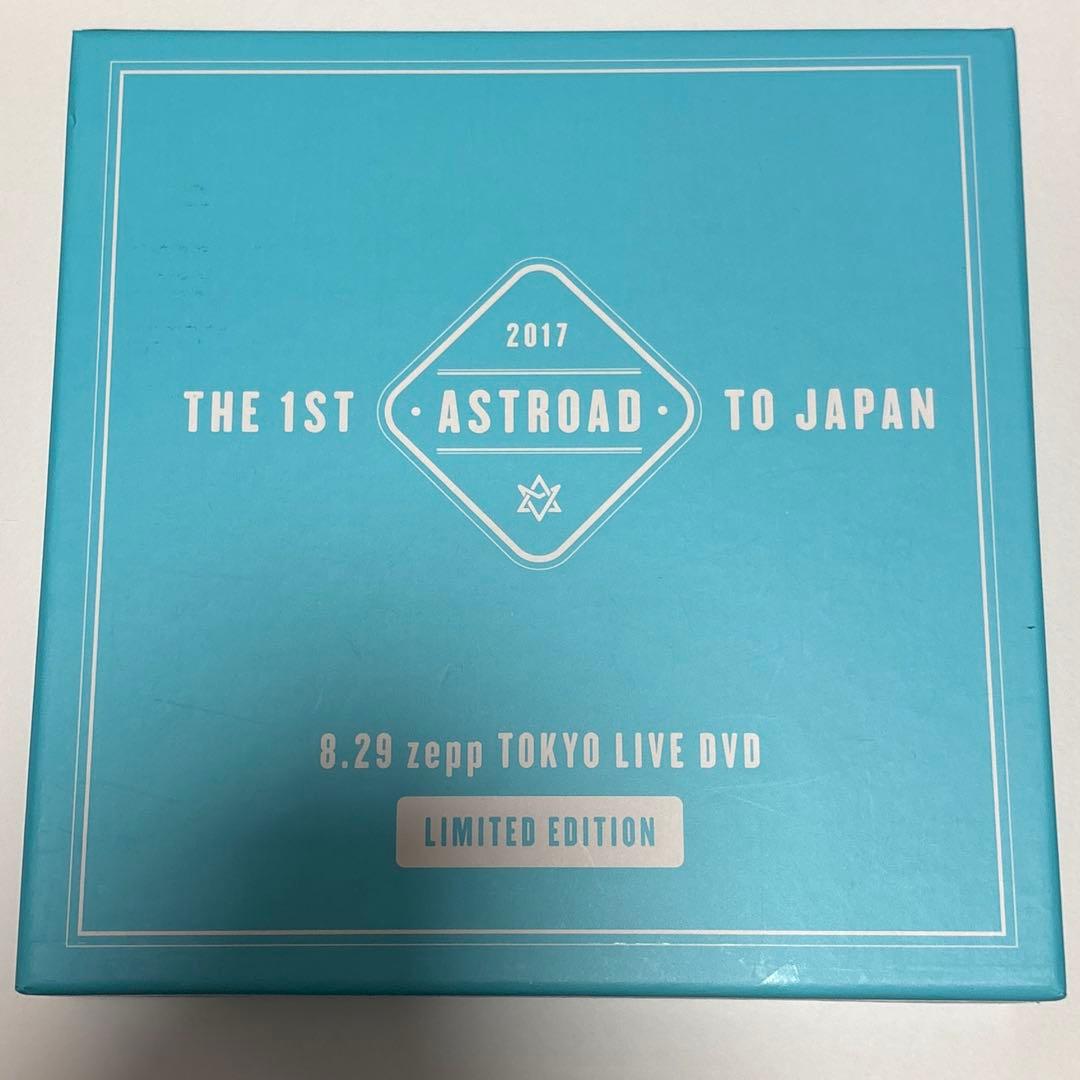 2017
THE 1ST · ASTROAD · TO JAPAN
8.29 zepp TOKYO LIVE DVD
LIMITED EDITION